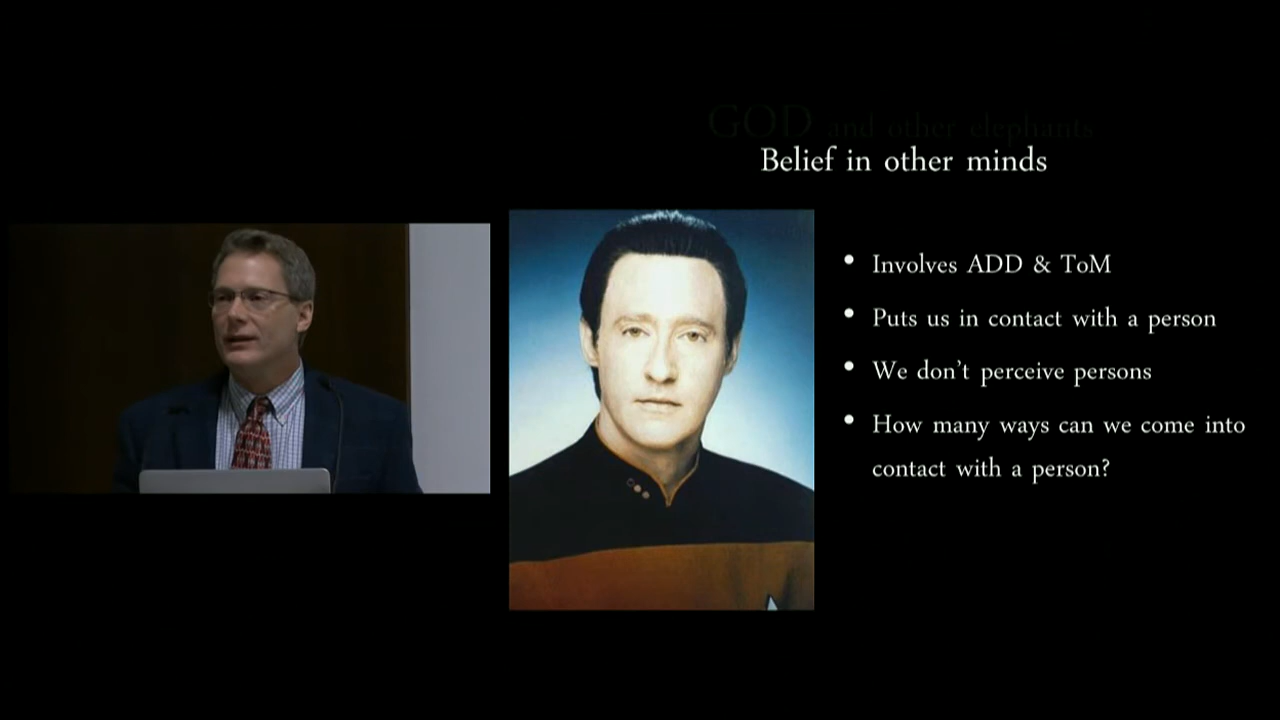 GOD and other elephants
Belief in other minds
• Involves ADD & ToM
• Puts us in contact with a person
• We don't perceive persons
• How many ways can we come into
contact with a person?